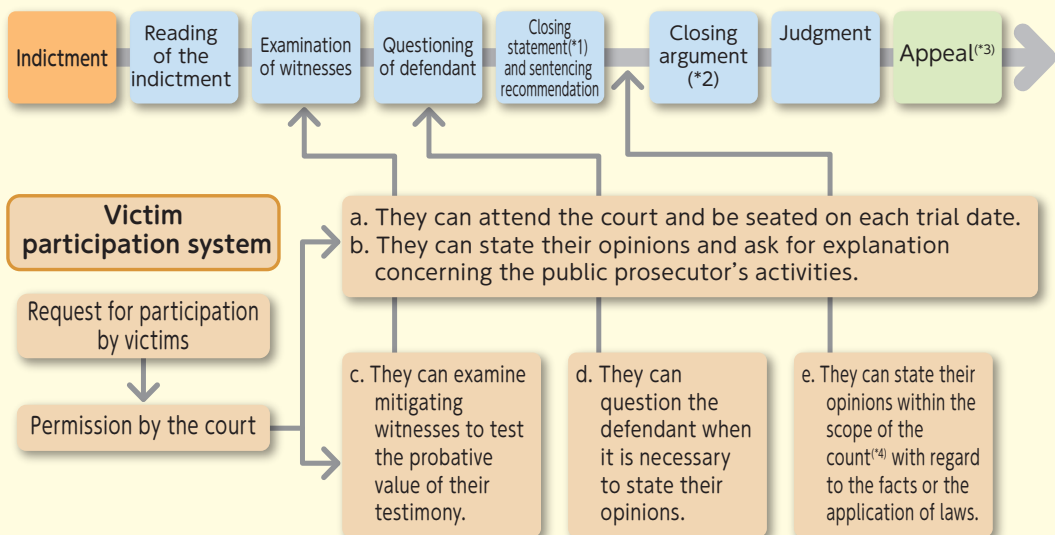 Indictment
Reading
of the
indictment
Examination
of witnesses
Questioning
of defendant
Closing
statement(*1)
and sentencing
recommendation
Closing
argument
(*2)
Judgment
Appeal(*3)
Victim
participation system
Request for participation
by victims
Permission by the court
a. They can attend the court and be seated on each trial date.
b. They can state their opinions and ask for explanation
concerning the public prosecutor's activities.
c. They can examine
mitigating
witnesses to test
the probative
value of their
testimony.
d. They can
question the
defendant when
it is necessary
to state their
opinions.
e. They can state their
opinions within the
scope of the
count(*4) with regard
to the facts or the
application of laws.